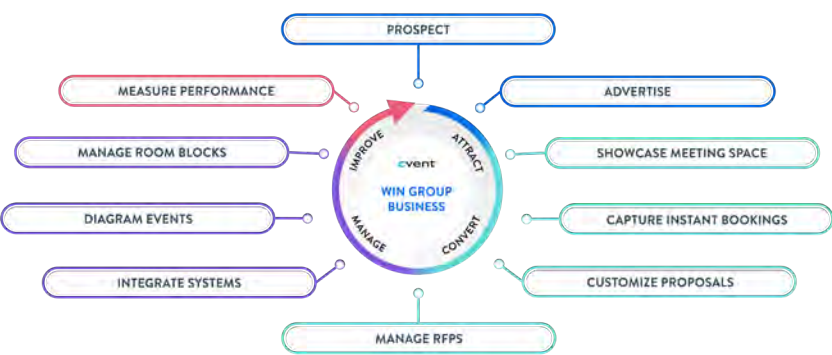 PROSPECT
MEASURE PERFORMANCE
ADVERTISE
MANAGE ROOM BLOCKS
SHOWCASE MEETING SPACE
DIAGRAM EVENTS
CAPTURE INSTANT BOOKINGS
INTEGRATE SYSTEMS
CUSTOMIZE PROPOSALS
MANAGE RFPS
IMPROVE
ATTRACT
cvent
WIN GROUP
BUSINESS
MANAGE
CONVERT